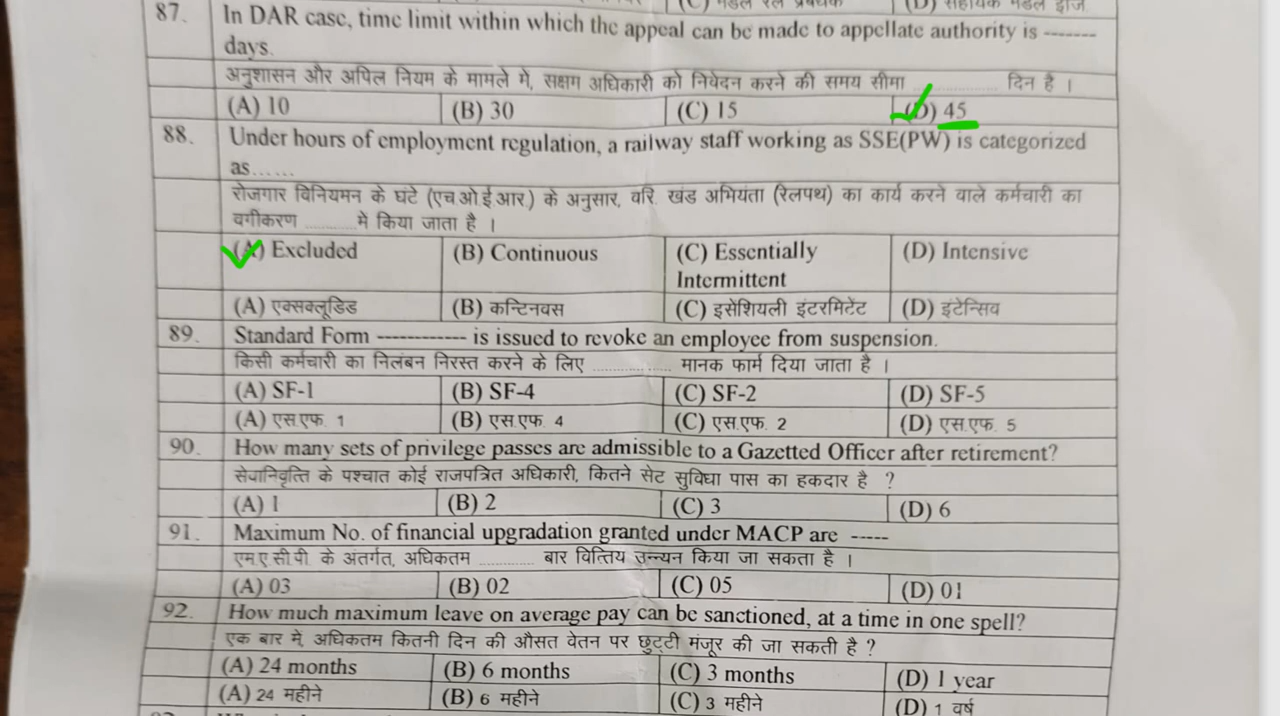 (C) मंडल रेल प्रबंधक (D) सहायक मंडल इंजि.
87. In DAR case, time limit within which the appeal can be made to appellate authority is -------
days.
अनुशासन और अपिल नियम के मामले में, सक्षम अधिकारी को निवेदन करने की समय सीमा .................. दिन है ।
(A) 10 (B) 30 (C) 15 (D) 45
88. Under hours of employment regulation, a railway staff working as SSE(PW) is categorized
as......
रोजगार विनियमन के घंटे (एच.ओ.ई.आर.) के अनुसार, वरि. खंड अभियंता (रेलपथ) का कार्य करने वाले कर्मचारी का
वर्गीकरण ............ मे किया जाता है ।
(A) Excluded (B) Continuous (C) Essentially (D) Intensive
Intermittent
(A) एक्सक्लूडिड (B) कन्टिनवस (C) इसेंशियली इंटरमिटेंट (D) इंटेन्सिव
89. Standard Form ------------ is issued to revoke an employee from suspension.
किसी कर्मचारी का निलंबन निरस्त करने के लिए .................. मानक फार्म दिया जाता है ।
(A) SF-1 (B) SF-4 (C) SF-2 (D) SF-5
(A) एस.एफ. 1 (B) एस.एफ. 4 (C) एस.एफ. 2 (D) एस.एफ. 5
90. How many sets of privilege passes are admissible to a Gazetted Officer after retirement?
सेवानिवृत्ति के पश्चात कोई राजपत्रित अधिकारी, कितने सेट सुविधा पास का हकदार है ?
(A) 1 (B) 2 (C) 3 (D) 6
91. Maximum No. of financial upgradation granted under MACP are -----
एम.ए.सी.पी. के अंतर्गत, अधिकतम ............ बार वित्तिय उन्न्यन किया जा सकता है ।
(A) 03 (B) 02 (C) 05 (D) 01
92. How much maximum leave on average pay can be sanctioned, at a time in one spell?
एक बार में, अधिकतम कितनी दिन की औसत वेतन पर छुट्टी मंजूर की जा सकती है ?
(A) 24 months (B) 6 months (C) 3 months (D) 1 year
(A) 24 महीने (B) 6 महीने (C) 3 महीने (D) 1 वर्ष